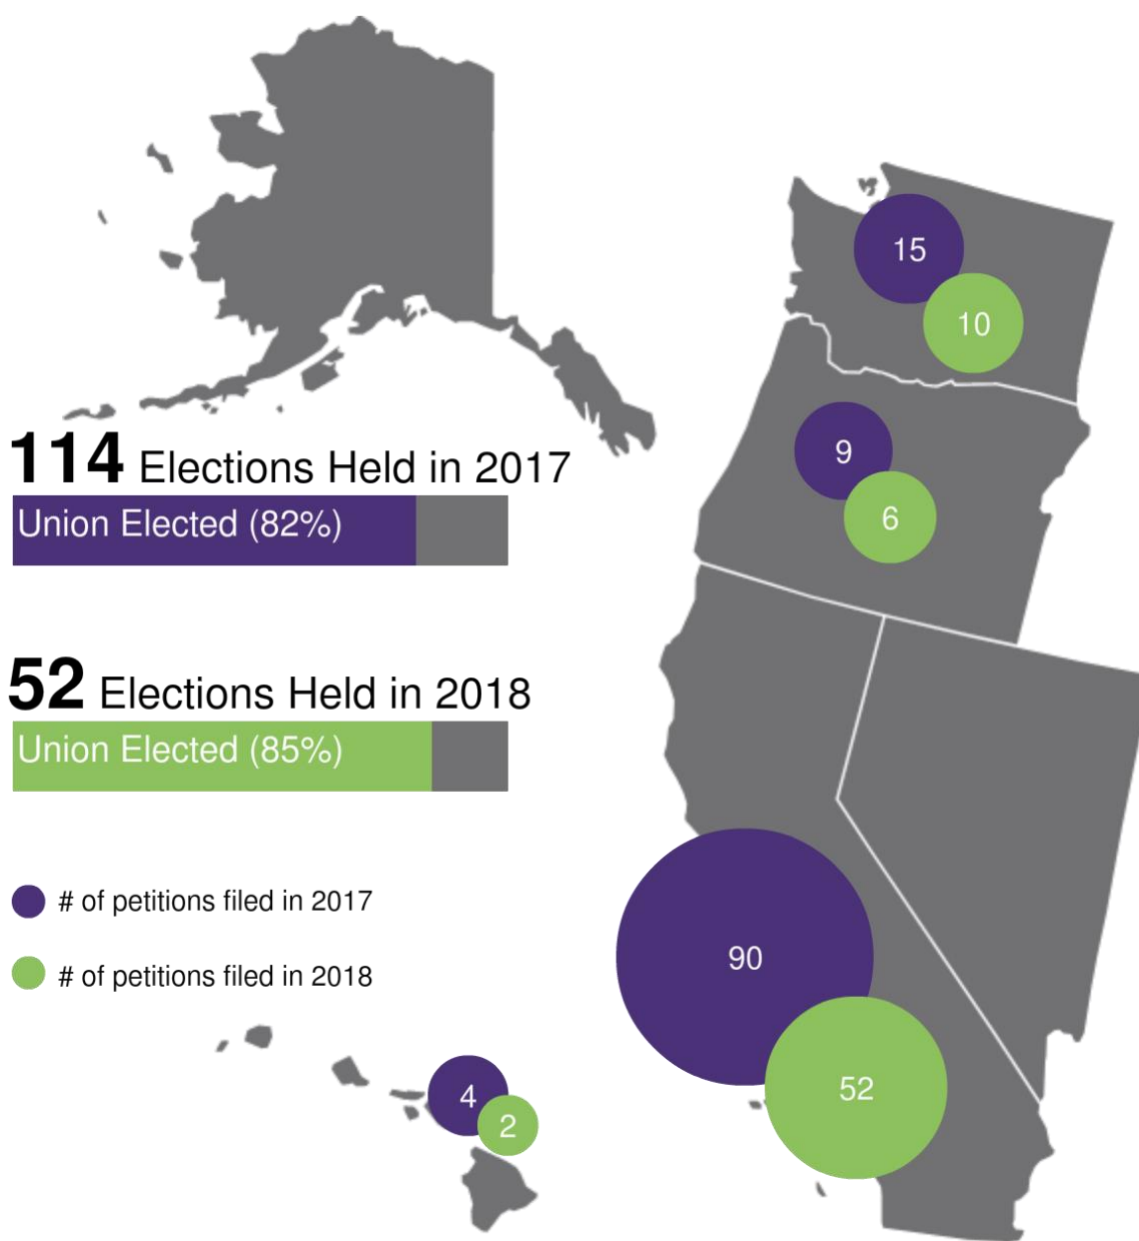 15
10
9
6
114 Elections Held in 2017
Union Elected (82%)
52 Elections Held in 2018
Union Elected (85%)
# of petitions filed in 2017
# of petitions filed in 2018
90
52
4
2